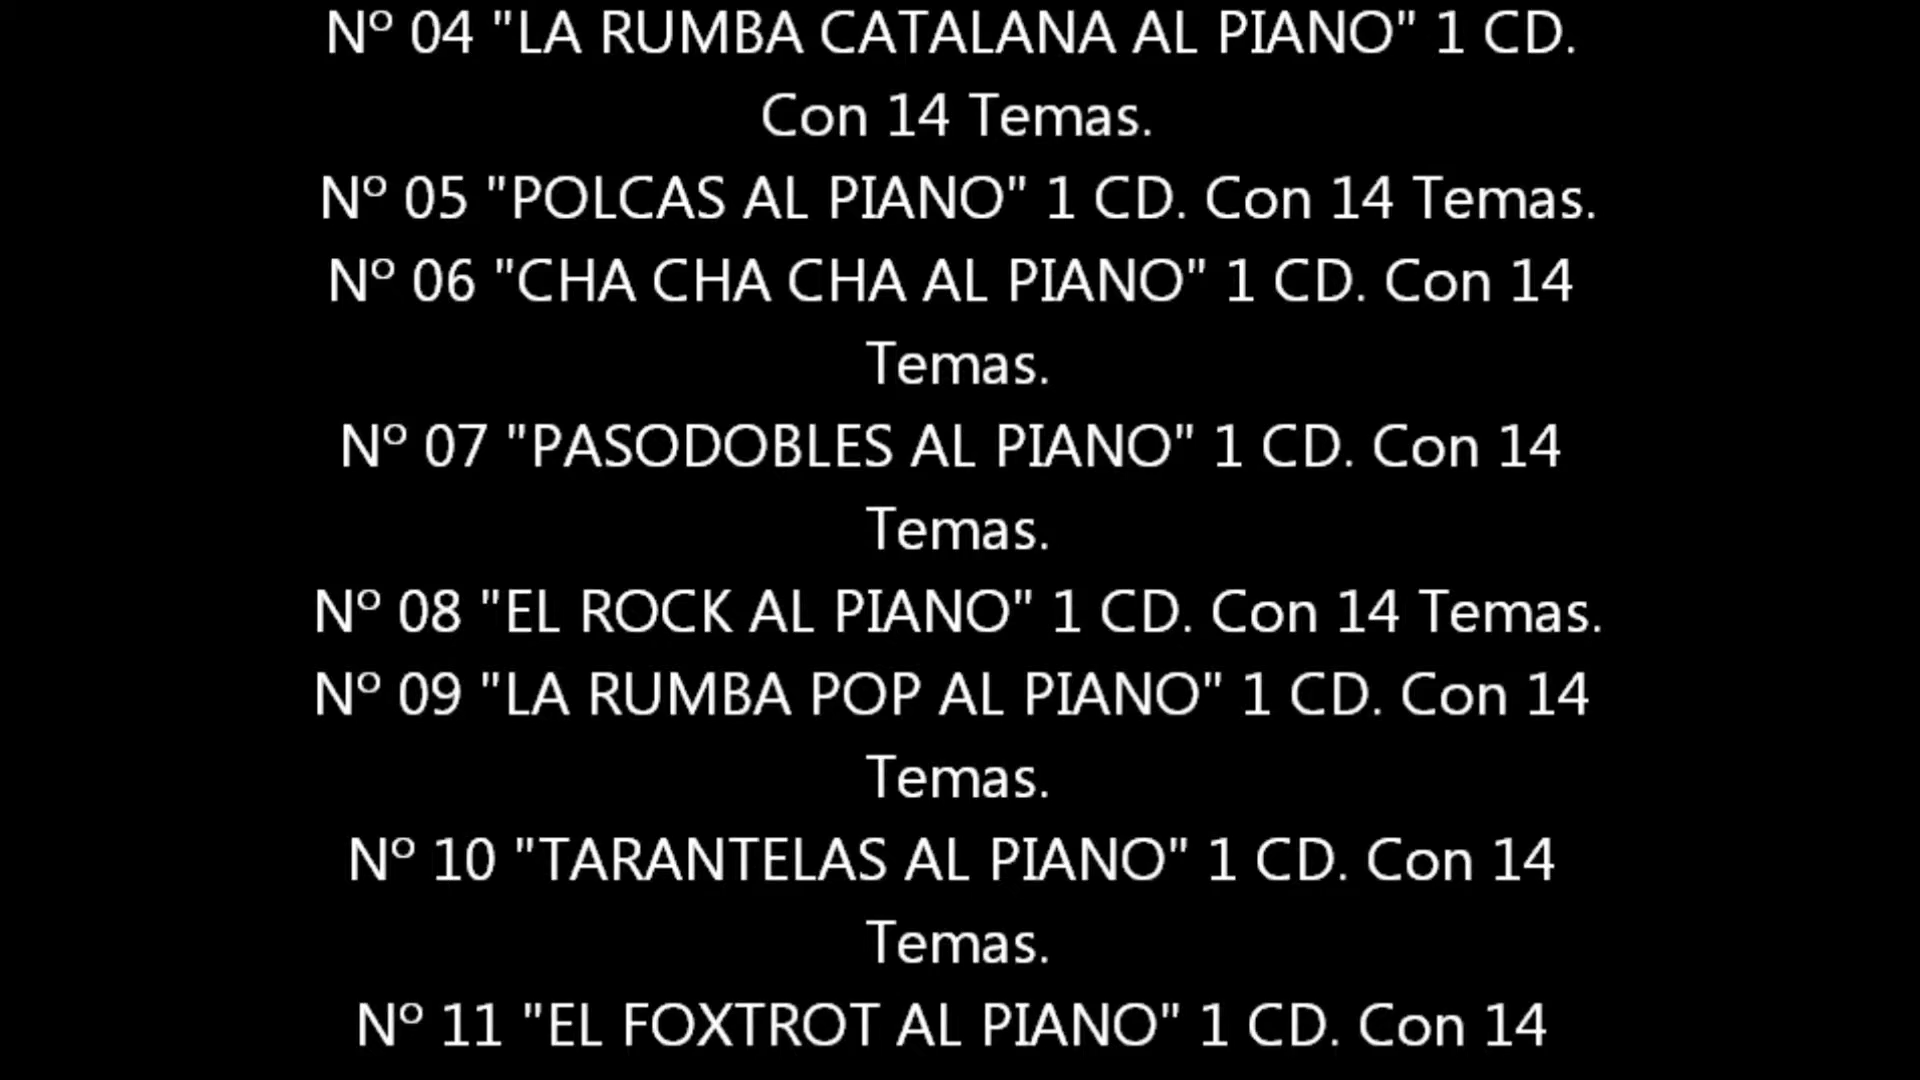 Nº 04 "LA RUMBA CATALANA AL PIANO" 1 CD.
Con 14 Temas.
Nº 05 "POLCAS AL PIANO" 1 CD. Con 14 Temas.
Nº 06 "CHA CHA CHA AL PIANO" 1 CD. Con 14
Temas.
Nº 07 "PASODOBLES AL PIANO" 1 CD. Con 14
Temas.
Nº 08 "EL ROCK AL PIANO" 1 CD. Con 14 Temas.
Nº 09 "LA RUMBA POP AL PIANO" 1 CD. Con 14
Temas.
Nº 10 "TARANTELAS AL PIANO" 1 CD. Con 14
Temas.
Nº 11 "EL FOXTROT AL PIANO" 1 CD. Con 14